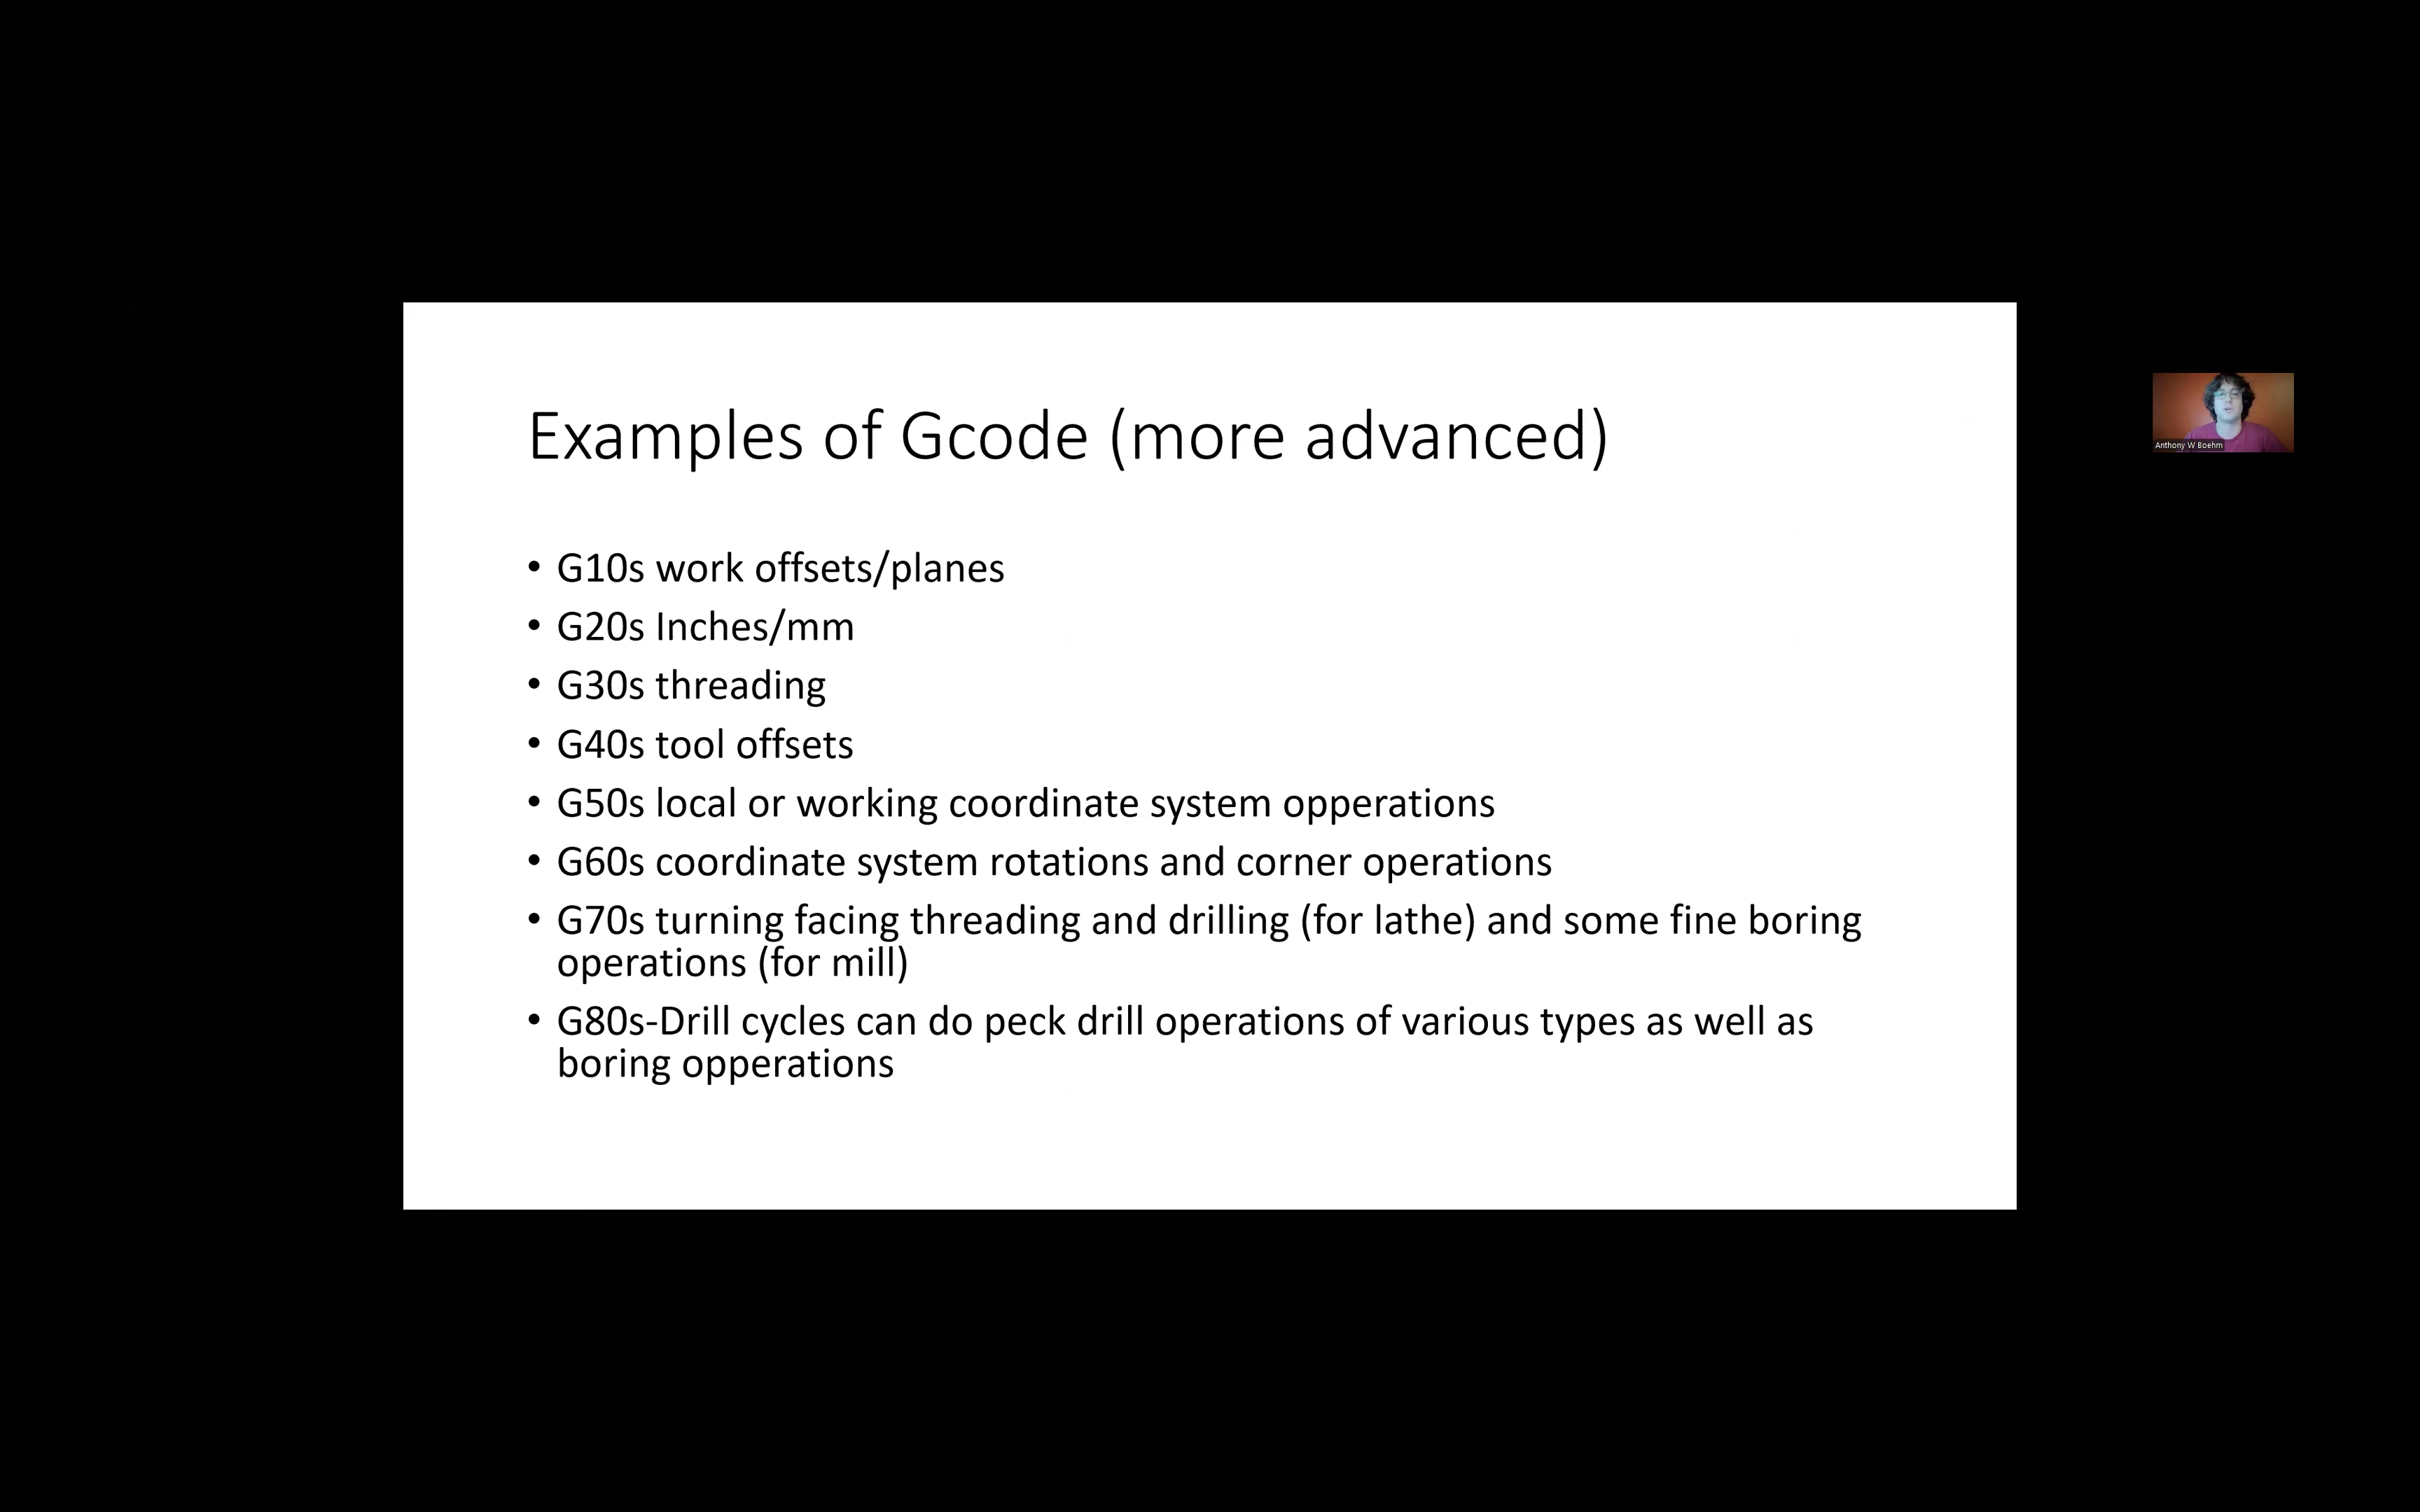 Examples of Gcode (more advanced)
• G10s work offsets/planes
• G20s Inches/mm
• G30s threading
• G40s tool offsets
• G50s local or working coordinate system opperations
• G60s coordinate system rotations and corner operations
• G70s turning facing threading and drilling (for lathe) and some fine boring
operations (for mill)
• G80s-Drill cycles can do peck drill operations of various types as well as
boring opperations
Anthony W Boehm